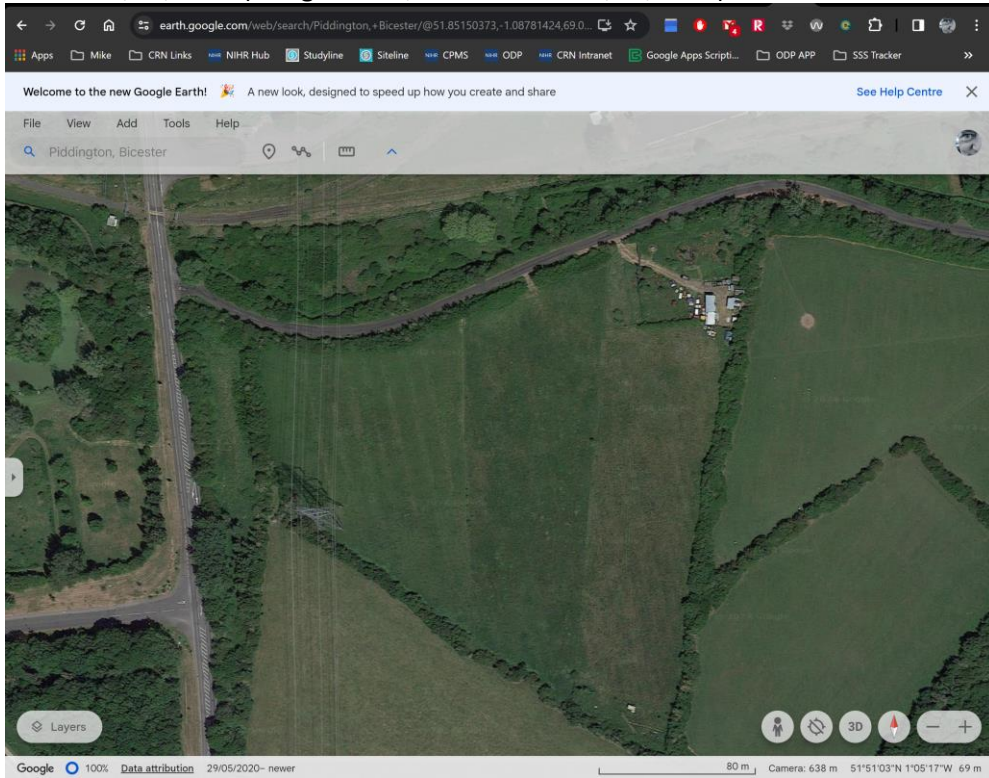 earth.google.com/web/search/Piddington,+Bicester/@51.85150373,-1.08781424,69.0...
4
Apps Mike CRN Links NIHR Hub Studyline Siteline NIHR CPMS NIHR ODP NIHR CRN Intranet Google Apps Scripti... ODP APP SSS Tracker »
Welcome to the new Google Earth! A new look, designed to speed up how you create and share See Help Centre
File View Add Tools Help
Piddington, Bicester
Layers
3D
Google 100% Data attribution 29/05/2020– newer 80 m Camera: 638 m 51°51'03"N 1°05'17"W 69 m